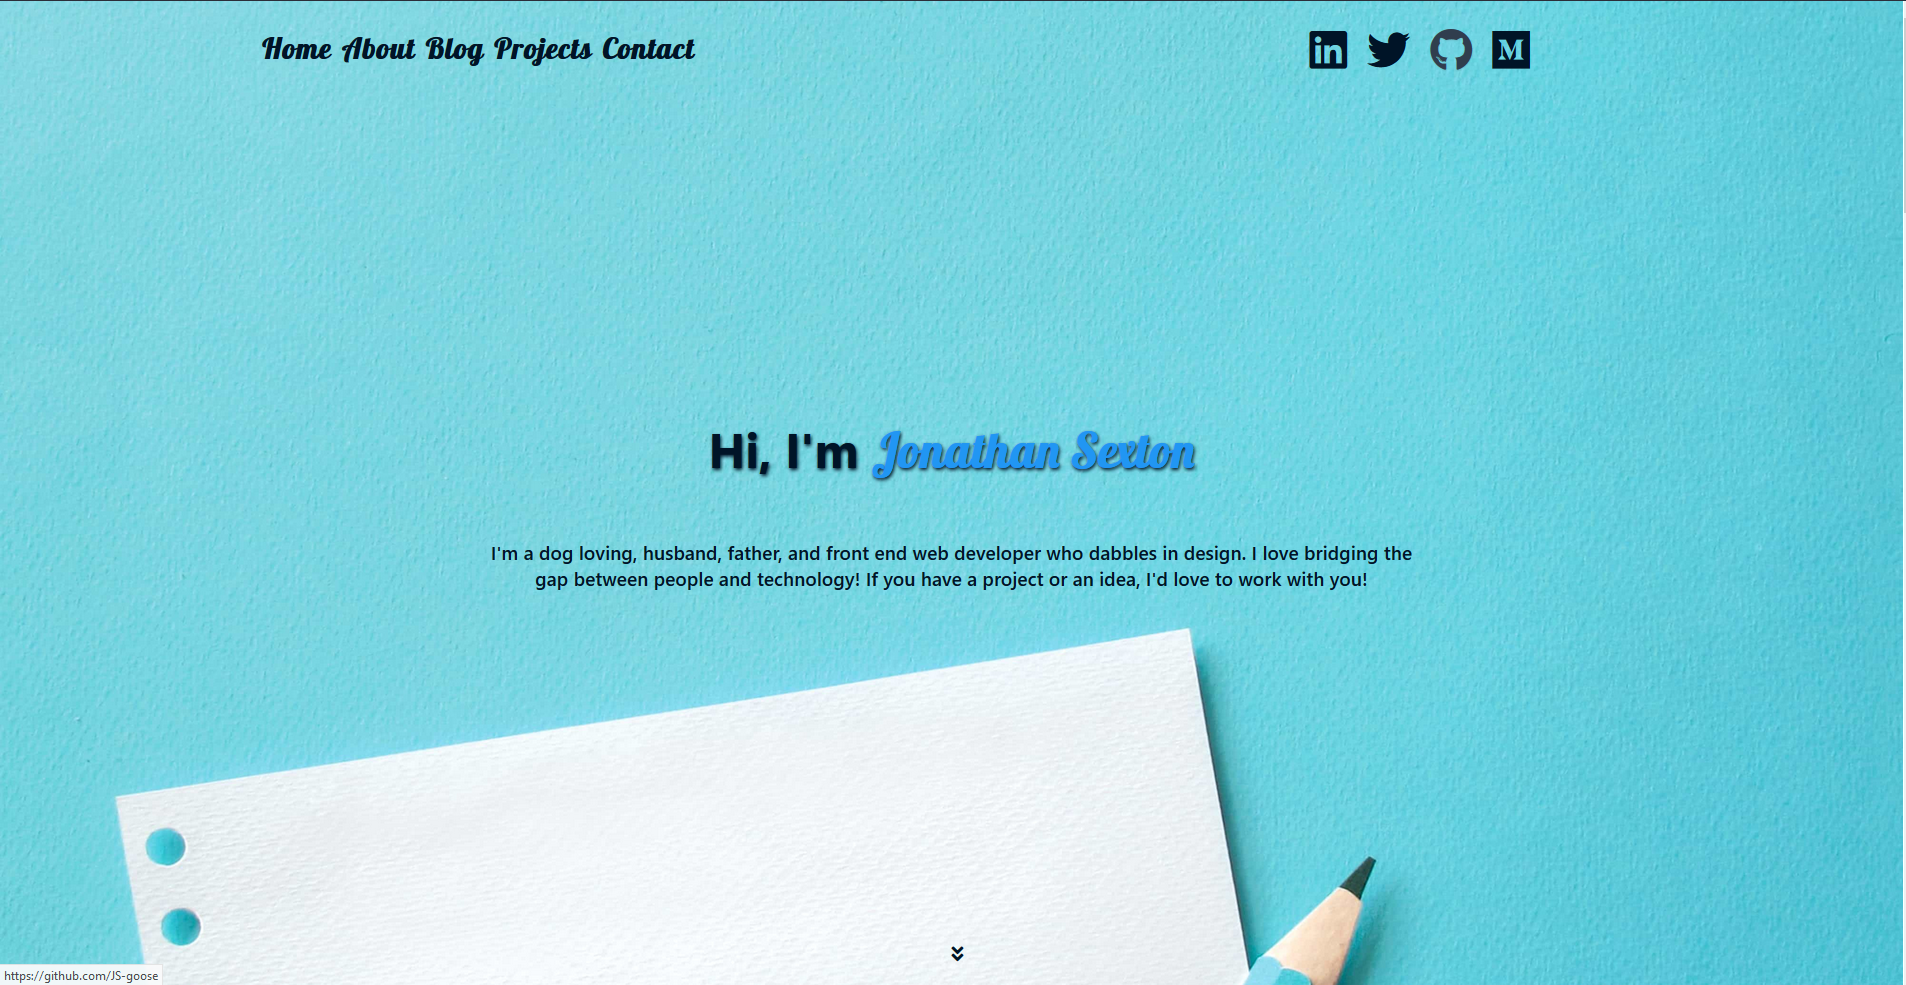 Home About Blog Projects Contact
in
M
Hi, I'm Jonathan Sexton
I'm a dog loving, husband, father, and front end web developer who dabbles in design. I love bridging the
gap between people and technology! If you have a project or an idea, I'd love to work with you!
https://github.com/JS-goose